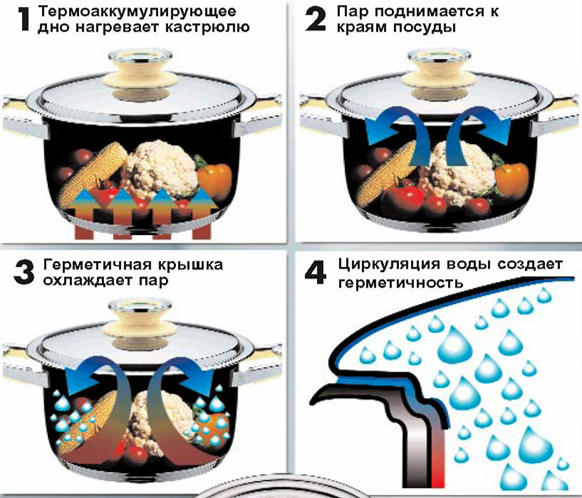 1 Термоаккумулирующее
дно нагревает кастрюлю
2 Пар поднимается к
краям посуды
3 Герметичная крышка
охлаждает пар
4 Циркуляция воды создает
герметичность